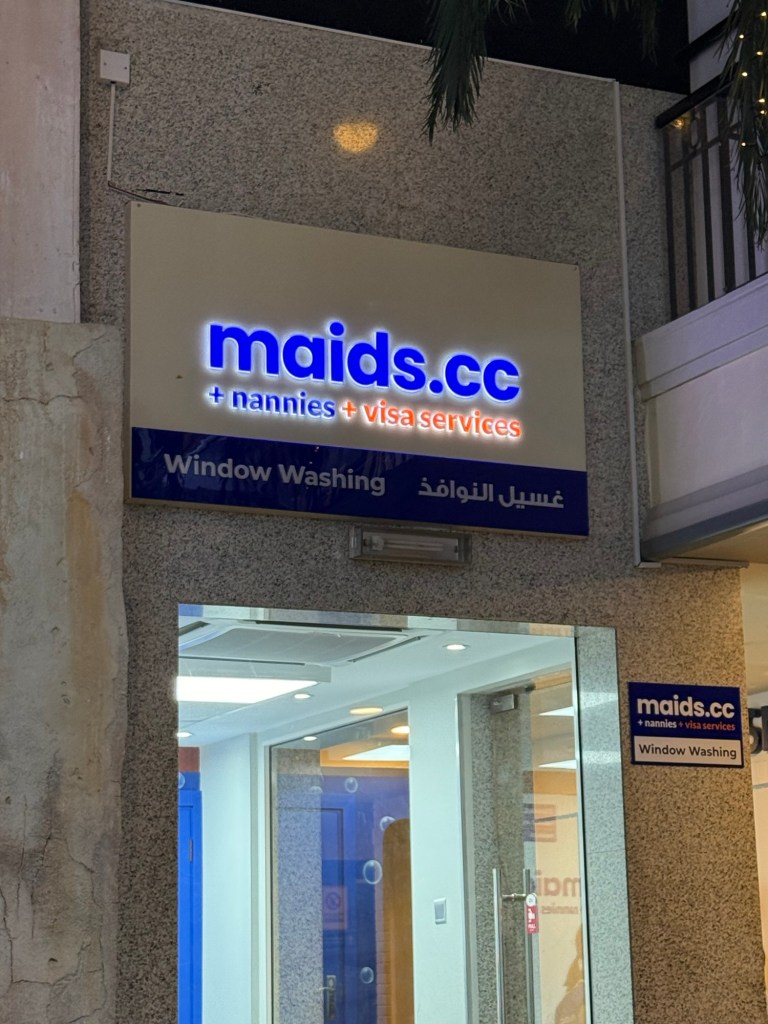 maids.cc
+ nannies + visa services
Window Washing غسيل النوافذ
maids.cc
+ nannies + visa services
Window Washing